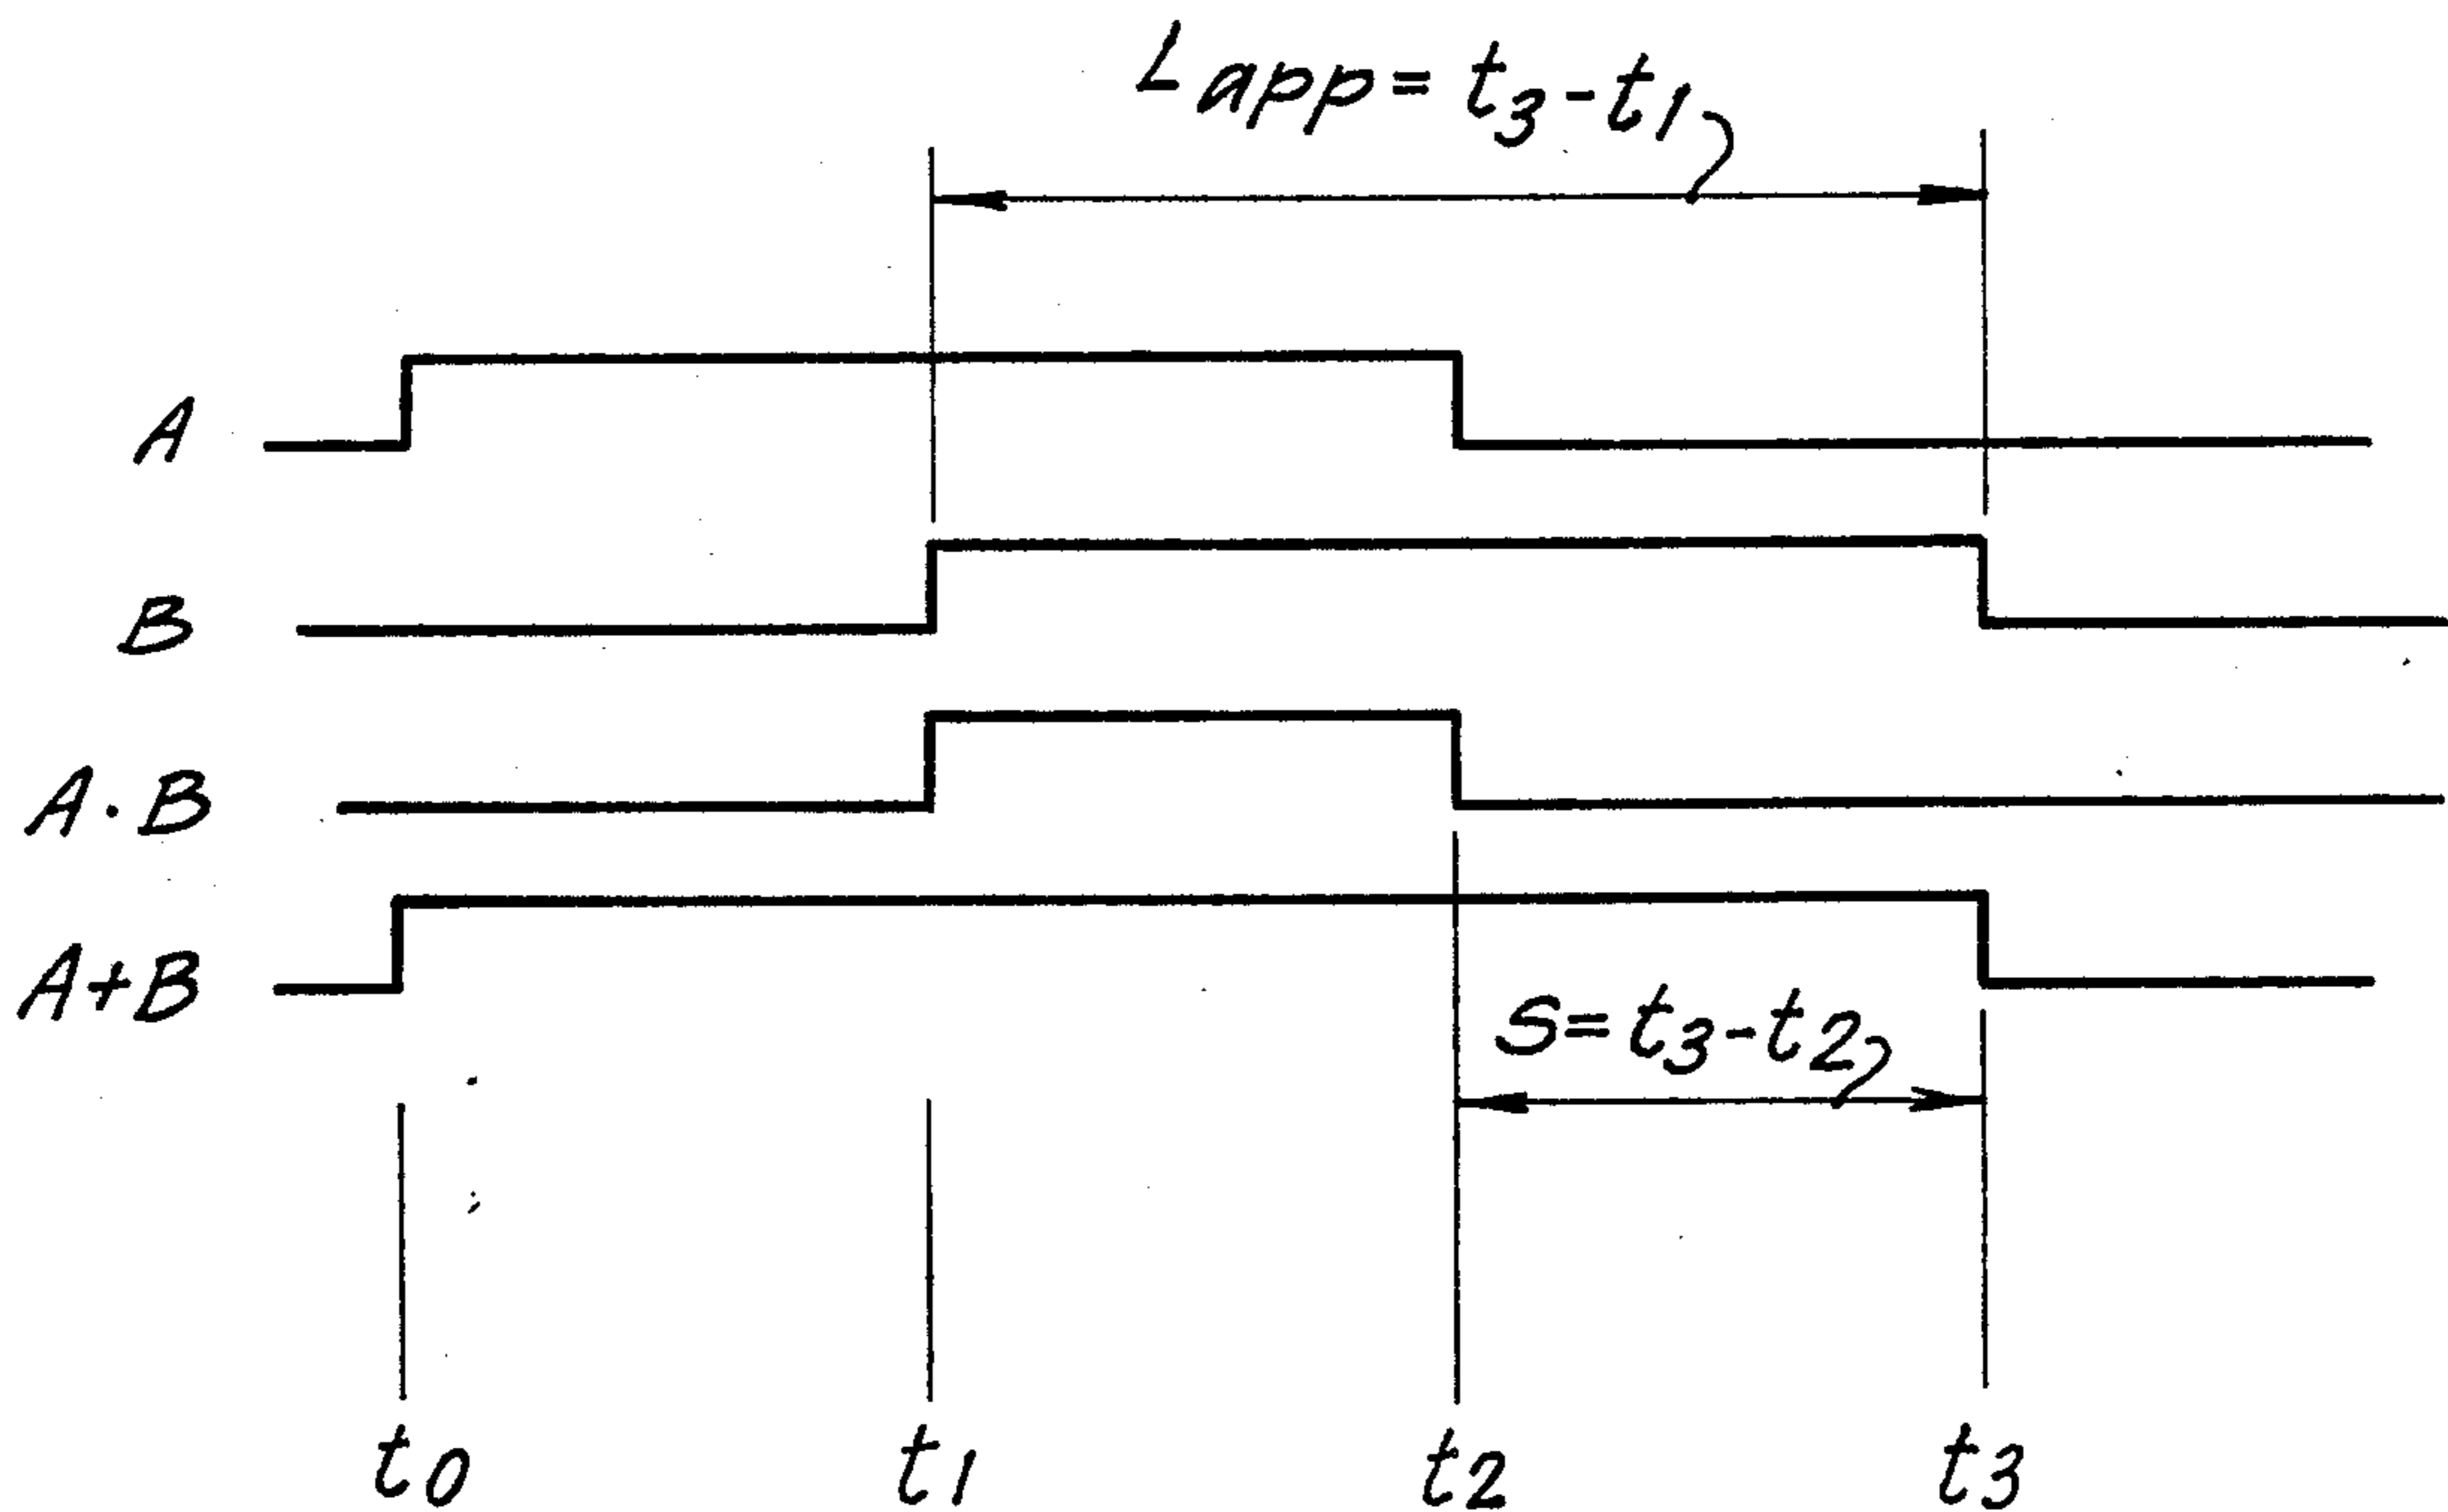 Lapp = t3 - t1
A
B
A·B
A+B
S = t3 - t2
t0 t1 t2 t3